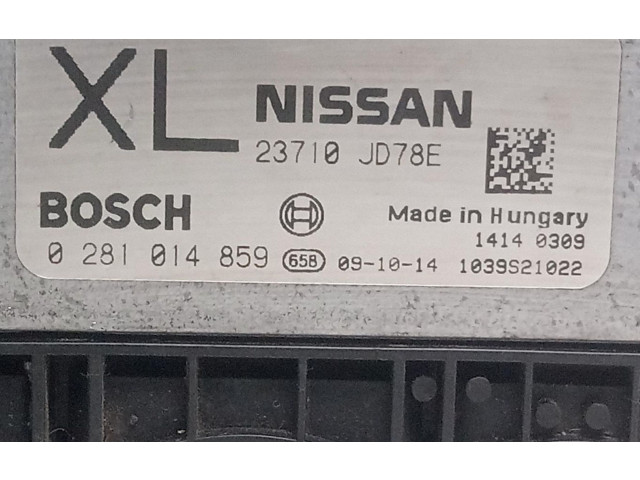 XL NISSAN
23710 JD78E
BOSCH Made in Hungary
1414 0309
0 281 014 859 658 09-10-14 1039S21022